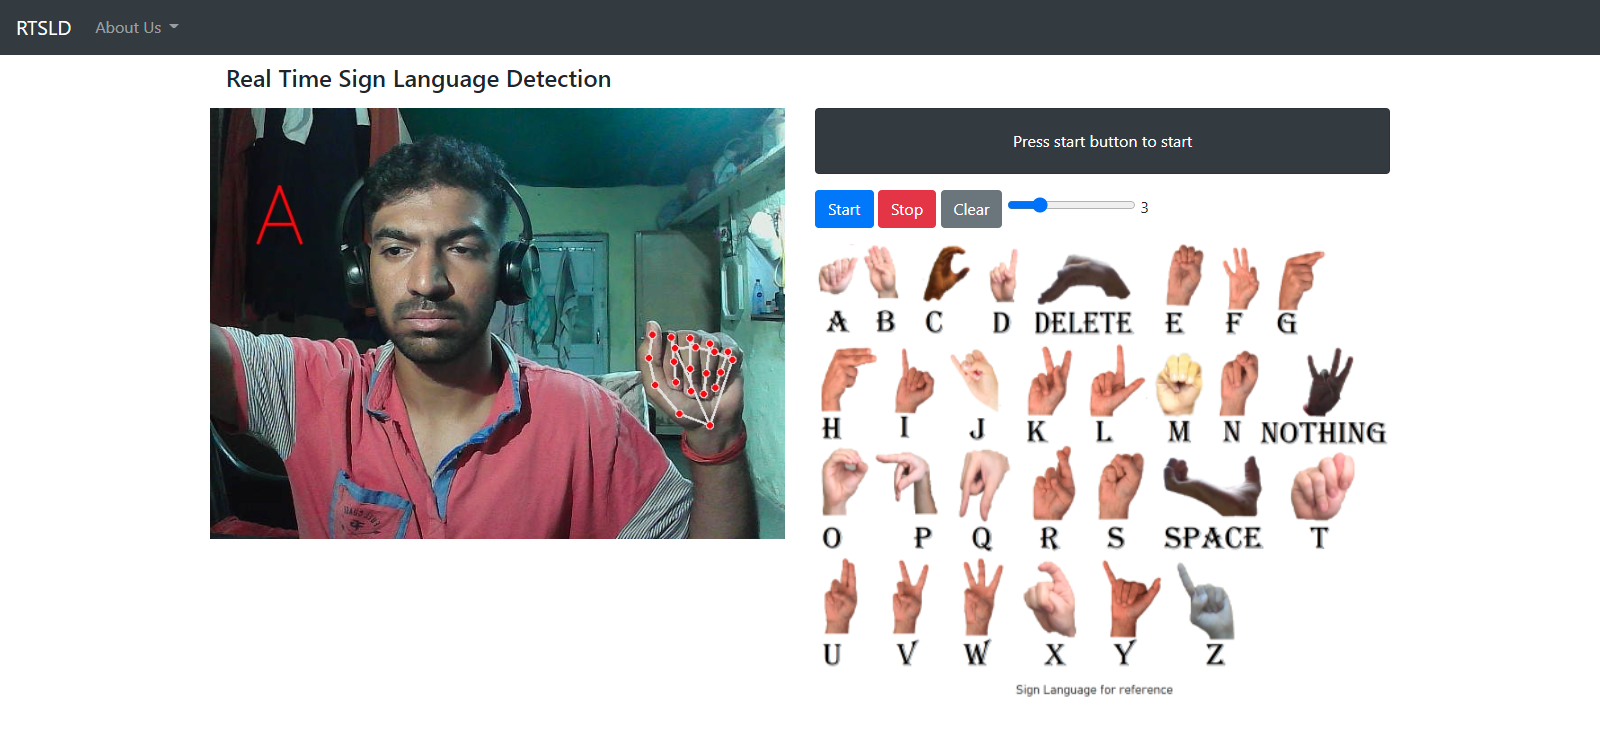 RTSLD About Us
Real Time Sign Language Detection
A
Press start button to start
Start Stop Clear 3
A B C D DELETE E F G
H I J K L M N NOTHING
O P Q R S SPACE T
U V W X Y Z
Sign Language for reference